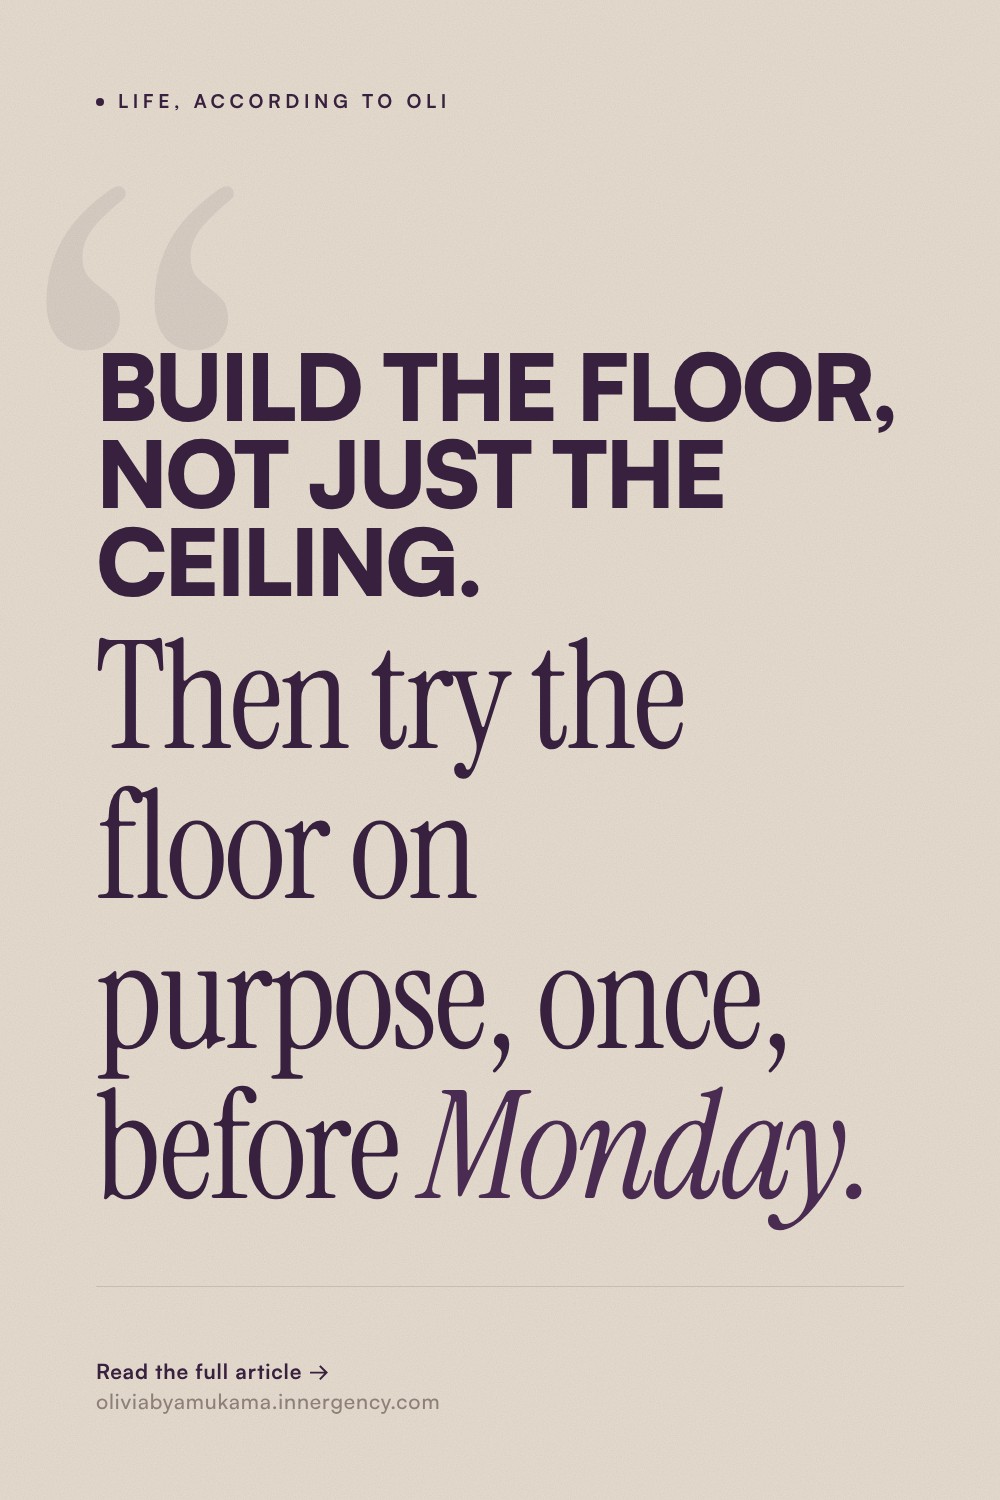 • LIFE, ACCORDING TO OLI
“
BUILD THE FLOOR,
NOT JUST THE
CEILING.
Then try the
floor on
purpose, once,
before Monday.
Read the full article →
oliviabyamukama.innergency.com